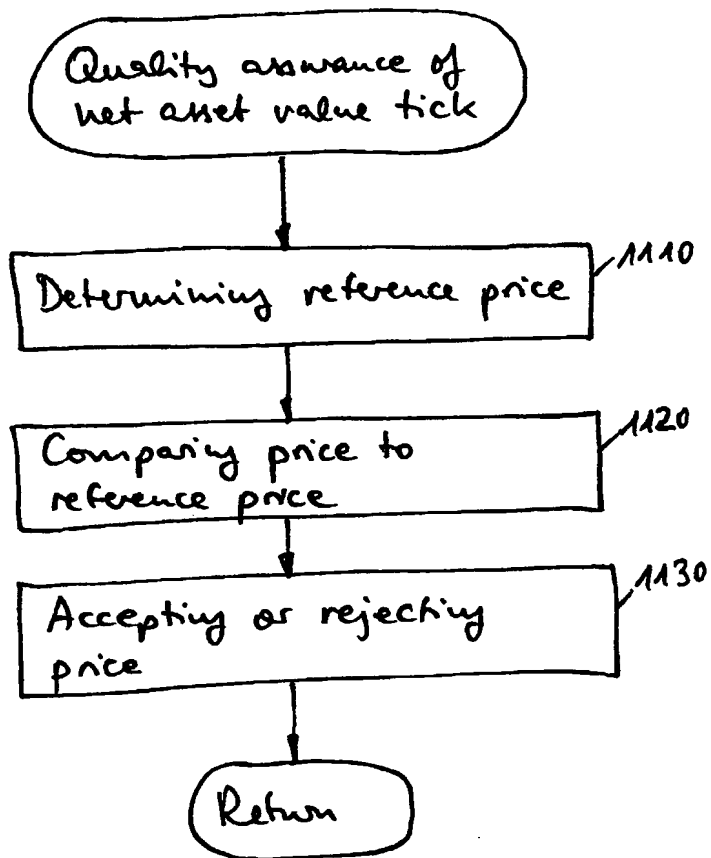 Quality assurance of
net asset value tick
1110
Determining reference price
1120
Comparing price to
reference price
1130
Accepting or rejecting
price
Return